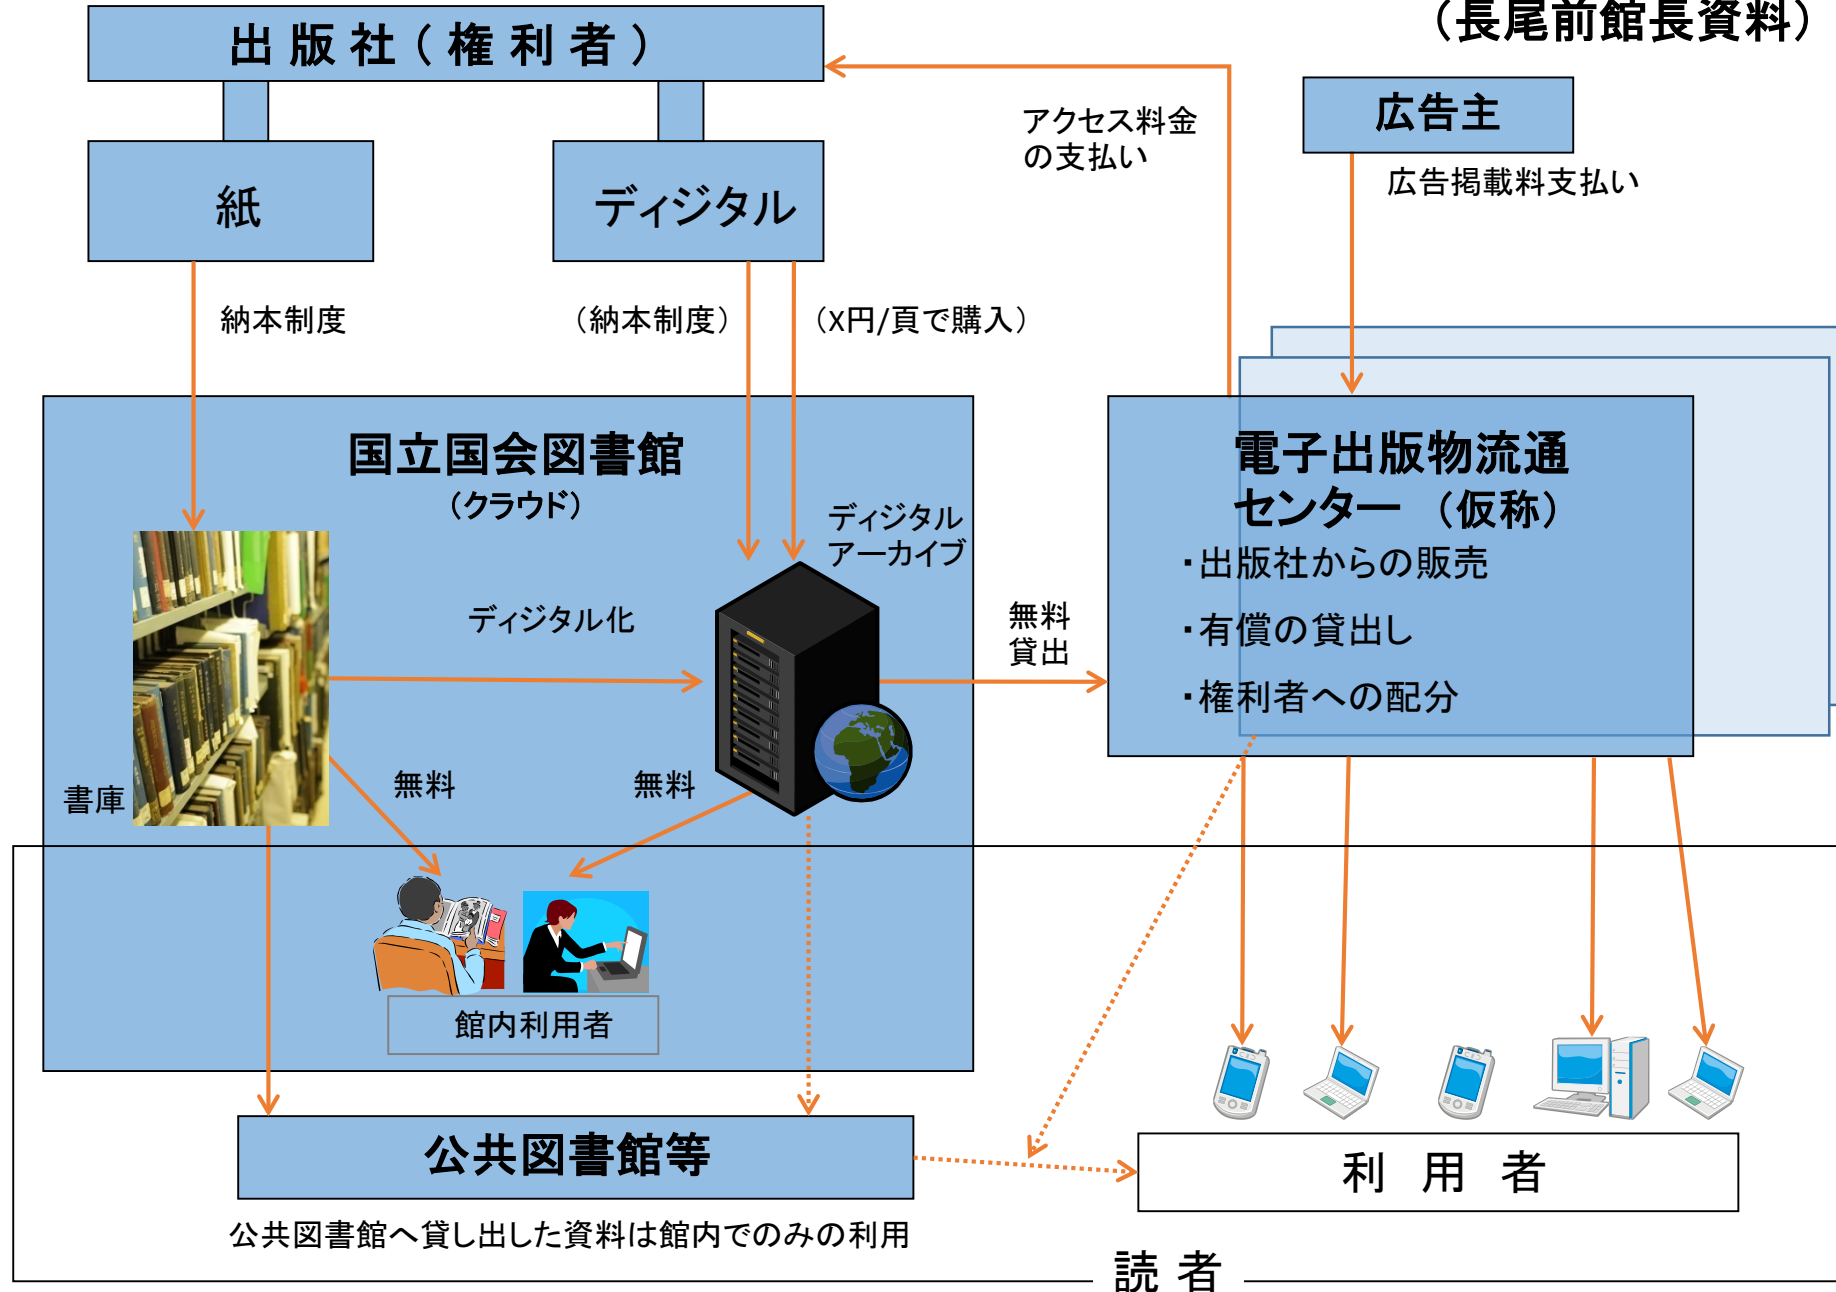 （長尾前館長資料）
出 版 社 （ 権 利 者 ）
広告主
アクセス料金
の支払い
広告掲載料支払い
紙
ディジタル
納本制度
（納本制度）
（X円/頁で購入）
国立国会図書館
（クラウド）
ディジタル
アーカイブ
電子出版物流通
センター （仮称）
・出版社からの販売
・有償の貸出し
・権利者への配分
ディジタル化
無料
貸出
書庫
無料
無料
館内利用者
公共図書館等
利 用 者
公共図書館へ貸し出した資料は館内でのみの利用
読 者